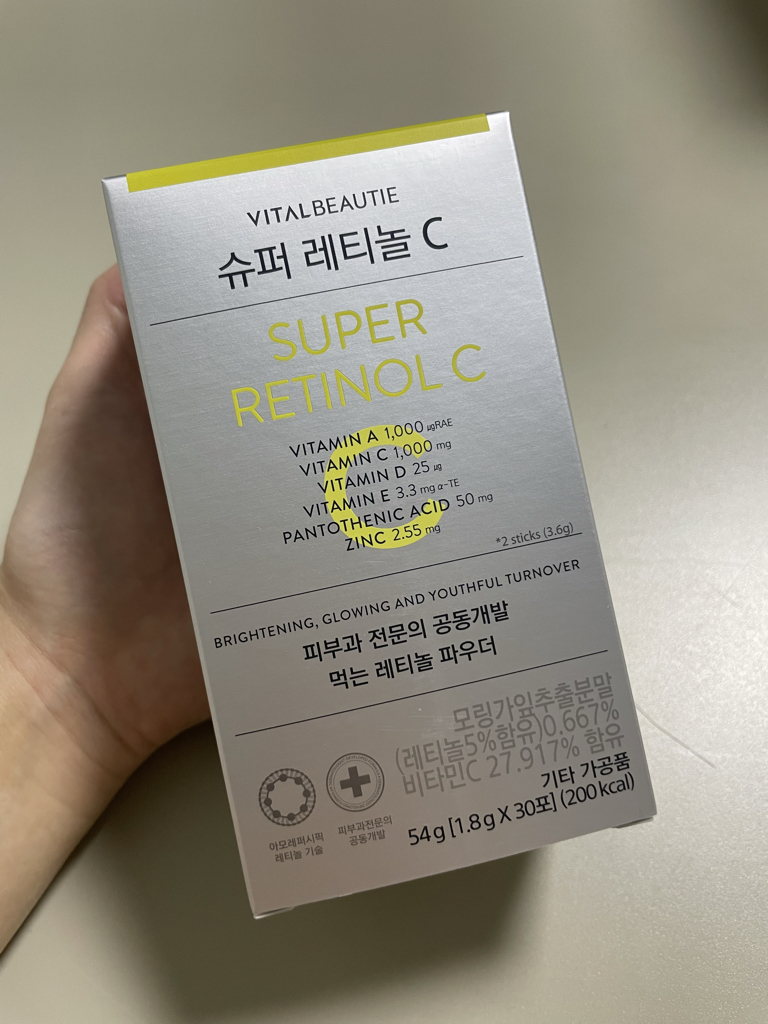 VITALBEAUTIE
슈퍼 레티놀 C
SUPER
RETINOL C
VITAMIN A 1,000 μgRAE
VITAMIN C 1,000 mg
VITAMIN D 25 μg
VITAMIN E 3.3 mg α-TE
PANTOTHENIC ACID 50 mg
ZINC 2.55 mg
*2 sticks (3.6g)
BRIGHTENING, GLOWING AND YOUTHFUL TURNOVER
피부과 전문의 공동개발
먹는 레티놀 파우더
모링가잎추출분말
(레티놀5%함유)0.667%
비타민C 27.917% 함유
기타 가공품
54g [1.8g X 30포] (200kcal)
아모레퍼시픽
레티놀 기술
피부과전문의
공동개발